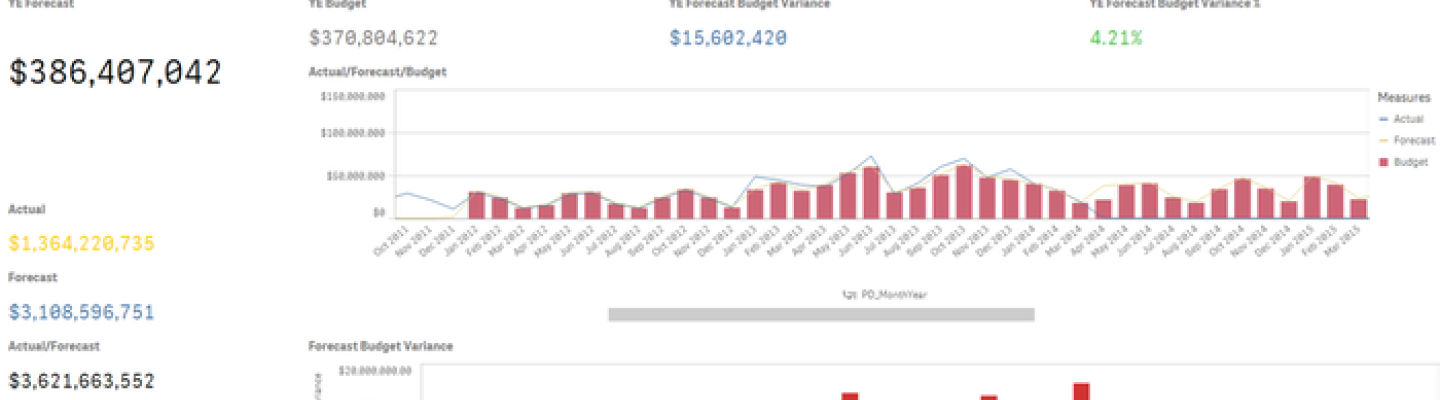 YE Forecast
YE Budget
YE Forecast Budget Variance
YE Forecast Budget Variance %
$386,407,042
$370,804,622
$15,602,420
4.21%
Actual/Forecast/Budget
$150,000,000
$100,000,000
$50,000,000
$0
Measures
Actual
Forecast
Budget
Oct 2011
Nov 2011
Dec 2011
Jan 2012
Feb 2012
Mar 2012
Apr 2012
May 2012
Jun 2012
Jul 2012
Aug 2012
Sep 2012
Oct 2012
Nov 2012
Dec 2012
Jan 2013
Feb 2013
Mar 2013
Apr 2013
May 2013
Jun 2013
Jul 2013
Aug 2013
Sep 2013
Oct 2013
Nov 2013
Dec 2013
Jan 2014
Feb 2014
Mar 2014
Apr 2014
May 2014
Jun 2014
Jul 2014
Aug 2014
Sep 2014
Oct 2014
Nov 2014
Dec 2014
Jan 2015
Feb 2015
Mar 2015
PD_MonthYear
Actual
$1,364,220,735
Forecast
$3,108,596,751
Actual/Forecast
$3,621,663,552
Forecast Budget Variance
$20,000,000.00